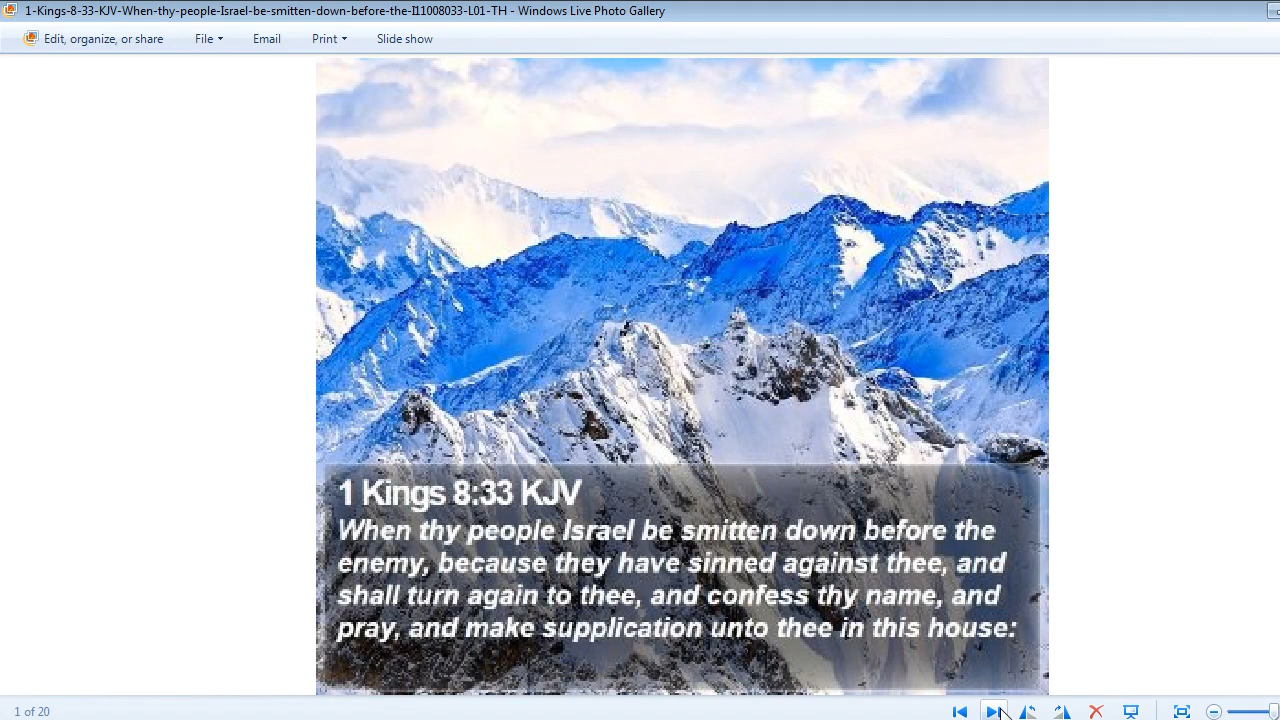 1-Kings-8-33-KJV-When-thy-people-Israel-be-smitten-down-before-the-I11008033-L01-TH - Windows Live Photo Gallery
Edit, organize, or share File Email Print Slide show
1 Kings 8:33 KJV
When thy people Israel be smitten down before the
enemy, because they have sinned against thee, and
shall turn again to thee, and confess thy name, and
pray, and make supplication unto thee in this house:
1 of 20